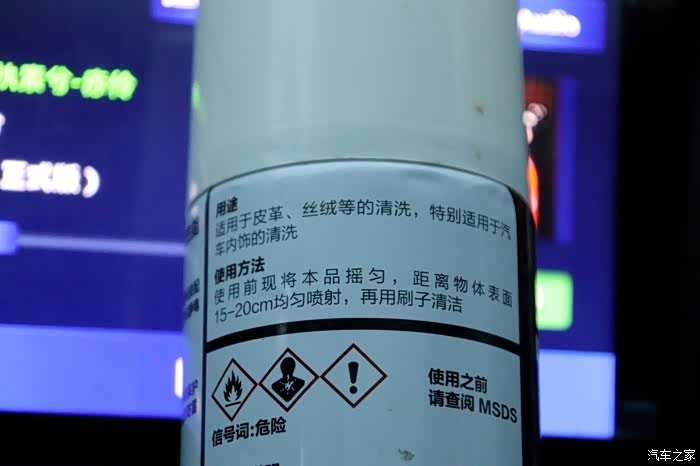 Audio
正式版）
用途
适用于皮革、丝绒等的清洗，特别适用于汽
车内饰的清洗
使用方法
使用前现将本品摇匀，距离物体表面
15-20cm均匀喷射，再用刷子清洁
使用之前
请查阅 MSDS
信号词:危险
汽车之家